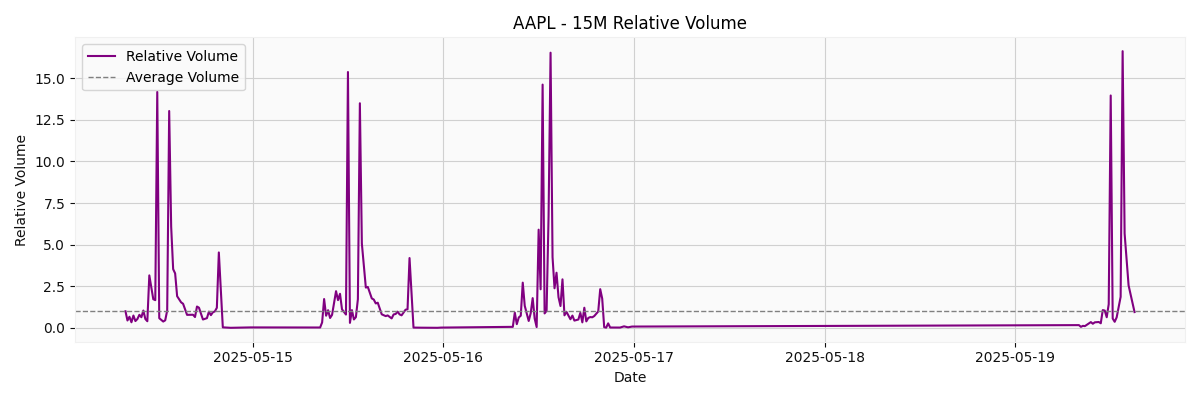 AAPL - 15M Relative Volume
Relative Volume
Average Volume
Relative Volume
15.0
12.5
10.0
7.5
5.0
2.5
0.0
2025-05-15
2025-05-16
2025-05-17
2025-05-18
2025-05-19
Date